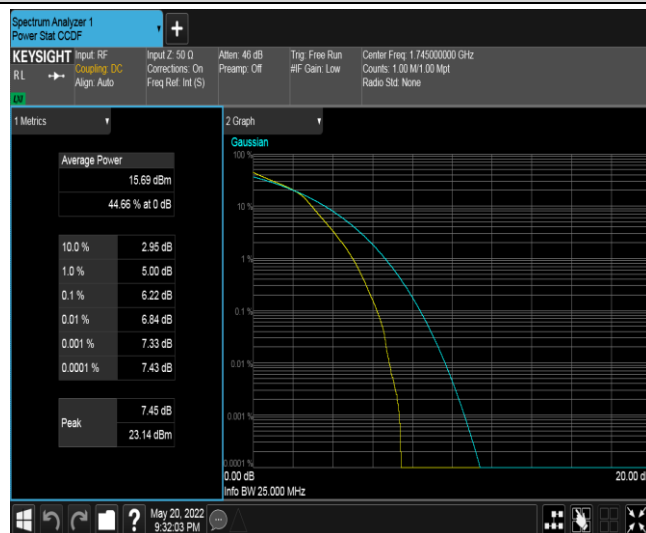 Spectrum Analyzer 1
Power Stat CCDF
+
KEYSIGHT
RL
LXI
Input: RF
Coupling: DC
Align: Auto
Input Z: 50 Ω
Corrections: On
Freq Ref: Int (S)
Atten: 46 dB
Preamp: Off
Trig: Free Run
#IF Gain: Low
Center Freq: 1.745000000 GHz
Counts: 1.00 M/1.00 Mpt
Radio Std: None
1 Metrics
Average Power
15.69 dBm
44.66 % at 0 dB
10.0 % 2.95 dB
1.0 % 5.00 dB
0.1 % 6.22 dB
0.01 % 6.84 dB
0.001 % 7.33 dB
0.0001 % 7.43 dB
Peak
7.45 dB
23.14 dBm
2 Graph
Gaussian
100 %
10 %
1 %
0.1 %
0.01 %
0.001 %
0.0001 %
0.00 dB
20.00 d
Info BW 25.000 MHz
?
May 20, 2022
9:32:03 PM